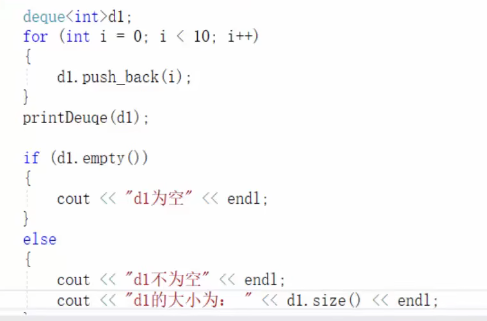 deque<int>d1;
for (int i = 0; i < 10; i++)
{
d1.push_back(i);
}
printDeuqe(d1);
if (d1.empty())
{
cout << "d1为空" << endl;
}
else
{
cout << "d1不为空" << endl;
cout << "d1的大小为： " << d1.size() << endl;
}